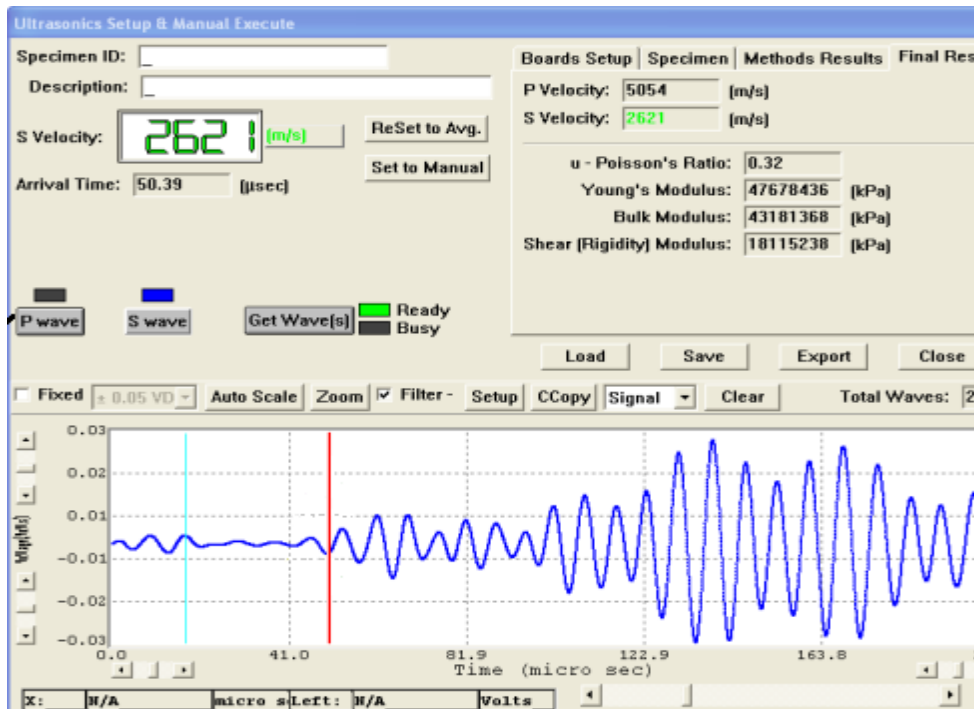 Ultrasonics Setup & Manual Execute
Specimen ID: _
Description: _
S Velocity: 2621 (m/s) ReSet to Avg.
Set to Manual
Arrival Time: 50.39 (µsec)
P wave S wave Get Wave(s) Ready
Busy
Boards Setup Specimen Methods Results Final Res
P Velocity: 5054 (m/s)
S Velocity: 2621 (m/s)
u - Poisson's Ratio: 0.32
Young's Modulus: 47678436 (kPa)
Bulk Modulus: 43181368 (kPa)
Shear (Rigidity) Modulus: 18115238 (kPa)
Load Save Export Close
Fixed ± 0.05 VD Auto Scale Zoom Filter - Setup CCopy Signal Clear Total Waves: 2
0.03
0.02
0.01
-0.01
-0.02
-0.03
0.0 41.0 81.9 122.9 163.8
Time (micro sec)
X: N/A micro s Left: N/A Volts